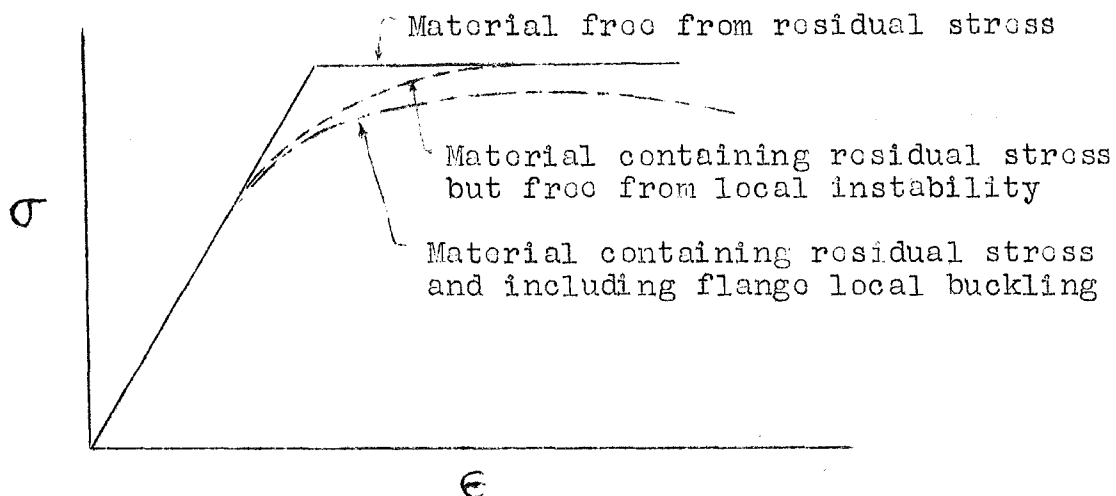 Material free from residual stress
Material containing residual stress
but free from local instability
σ
Material containing residual stress
and including flange local buckling
ϵ